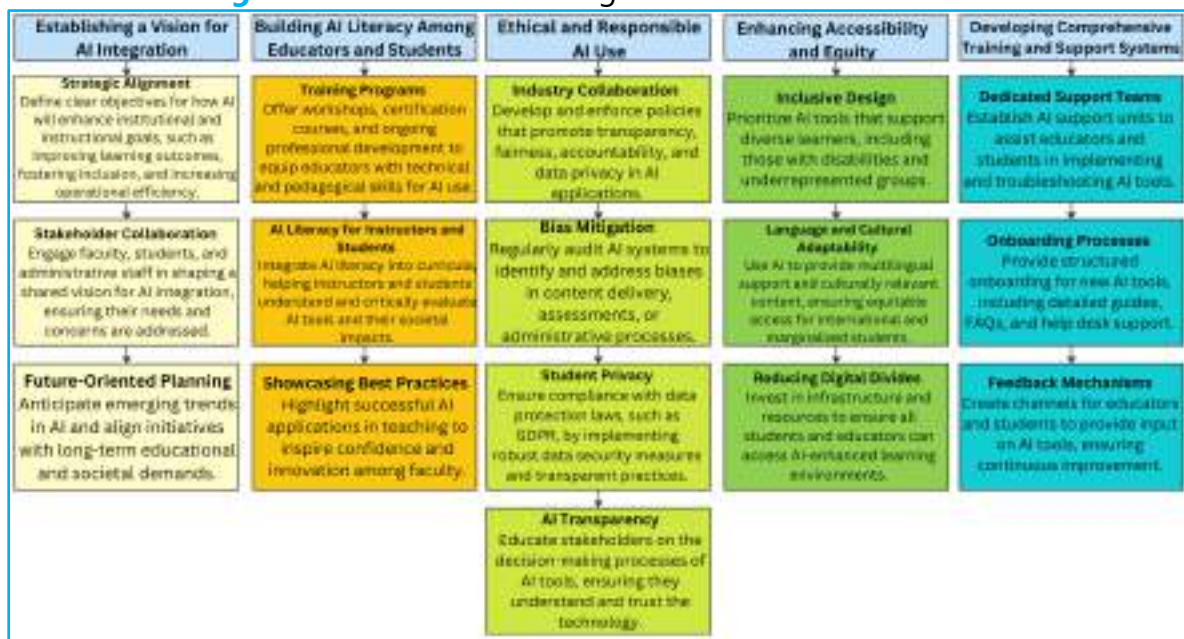 Establishing a Vision for
AI Integration
Strategic Alignment
Define clear objectives for how AI
will enhance institutional and
instructional goals, such as
improving learning outcomes,
fostering inclusion, and increasing
operational efficiency.
Stakeholder Collaboration
Engage faculty, students, and
administrative staff in shaping a
shared vision for AI integration,
ensuring their needs and
concerns are addressed.
Future-Oriented Planning
Anticipate emerging trends
in AI and align initiatives
with long-term educational
and societal demands.
Building AI Literacy Among
Educators and Students
Training Programs
Offer workshops, certification
courses, and ongoing
professional development to
equip educators with technical
and pedagogical skills for AI use.
AI Literacy for Instructors and
Students
Integrate AI literacy into curricula,
helping instructors and students
understand and critically evaluate
AI tools and their societal
impacts.
Showcasing Best Practices
Highlight successful AI
applications in teaching to
inspire confidence and
innovation among faculty.
Ethical and Responsible
AI Use
Industry Collaboration
Develop and enforce policies
that promote transparency,
fairness, accountability, and
data privacy in AI
applications.
Bias Mitigation
Regularly audit AI systems to
identify and address biases
in content delivery,
assessments, or
administrative processes.
Student Privacy
Ensure compliance with data
protection laws, such as
GDPR, by implementing
robust data security measures
and transparent practices.
AI Transparency
Educate stakeholders on the
decision-making processes of
AI tools, ensuring they
understand and trust the
technology
Enhancing Accessibility
and Equity
Inclusive Design
Prioritize AI tools that support
diverse learners, including
those with disabilities and
underrepresented groups.
Language and Cultural
Adaptability
Use AI to provide multilingual
support and culturally relevant
content, ensuring equitable
access for international and
marginalized students.
Reducing Digital Divides
Invest in infrastructure and
resources to ensure all
students and educators can
access AI-enhanced learning
environments.
Developing Comprehensive
Training and Support Systems
Dedicated Support Teams
Establish AI support units to
assist educators and
students in implementing
and troubleshooting AI tools.
Onboarding Processes
Provide structured
onboarding for new AI tools,
including detailed guides,
FAQs, and help desk support.
Feedback Mechanisms
Create channels for educators
and students to provide input
on AI tools, ensuring
continuous improvement.